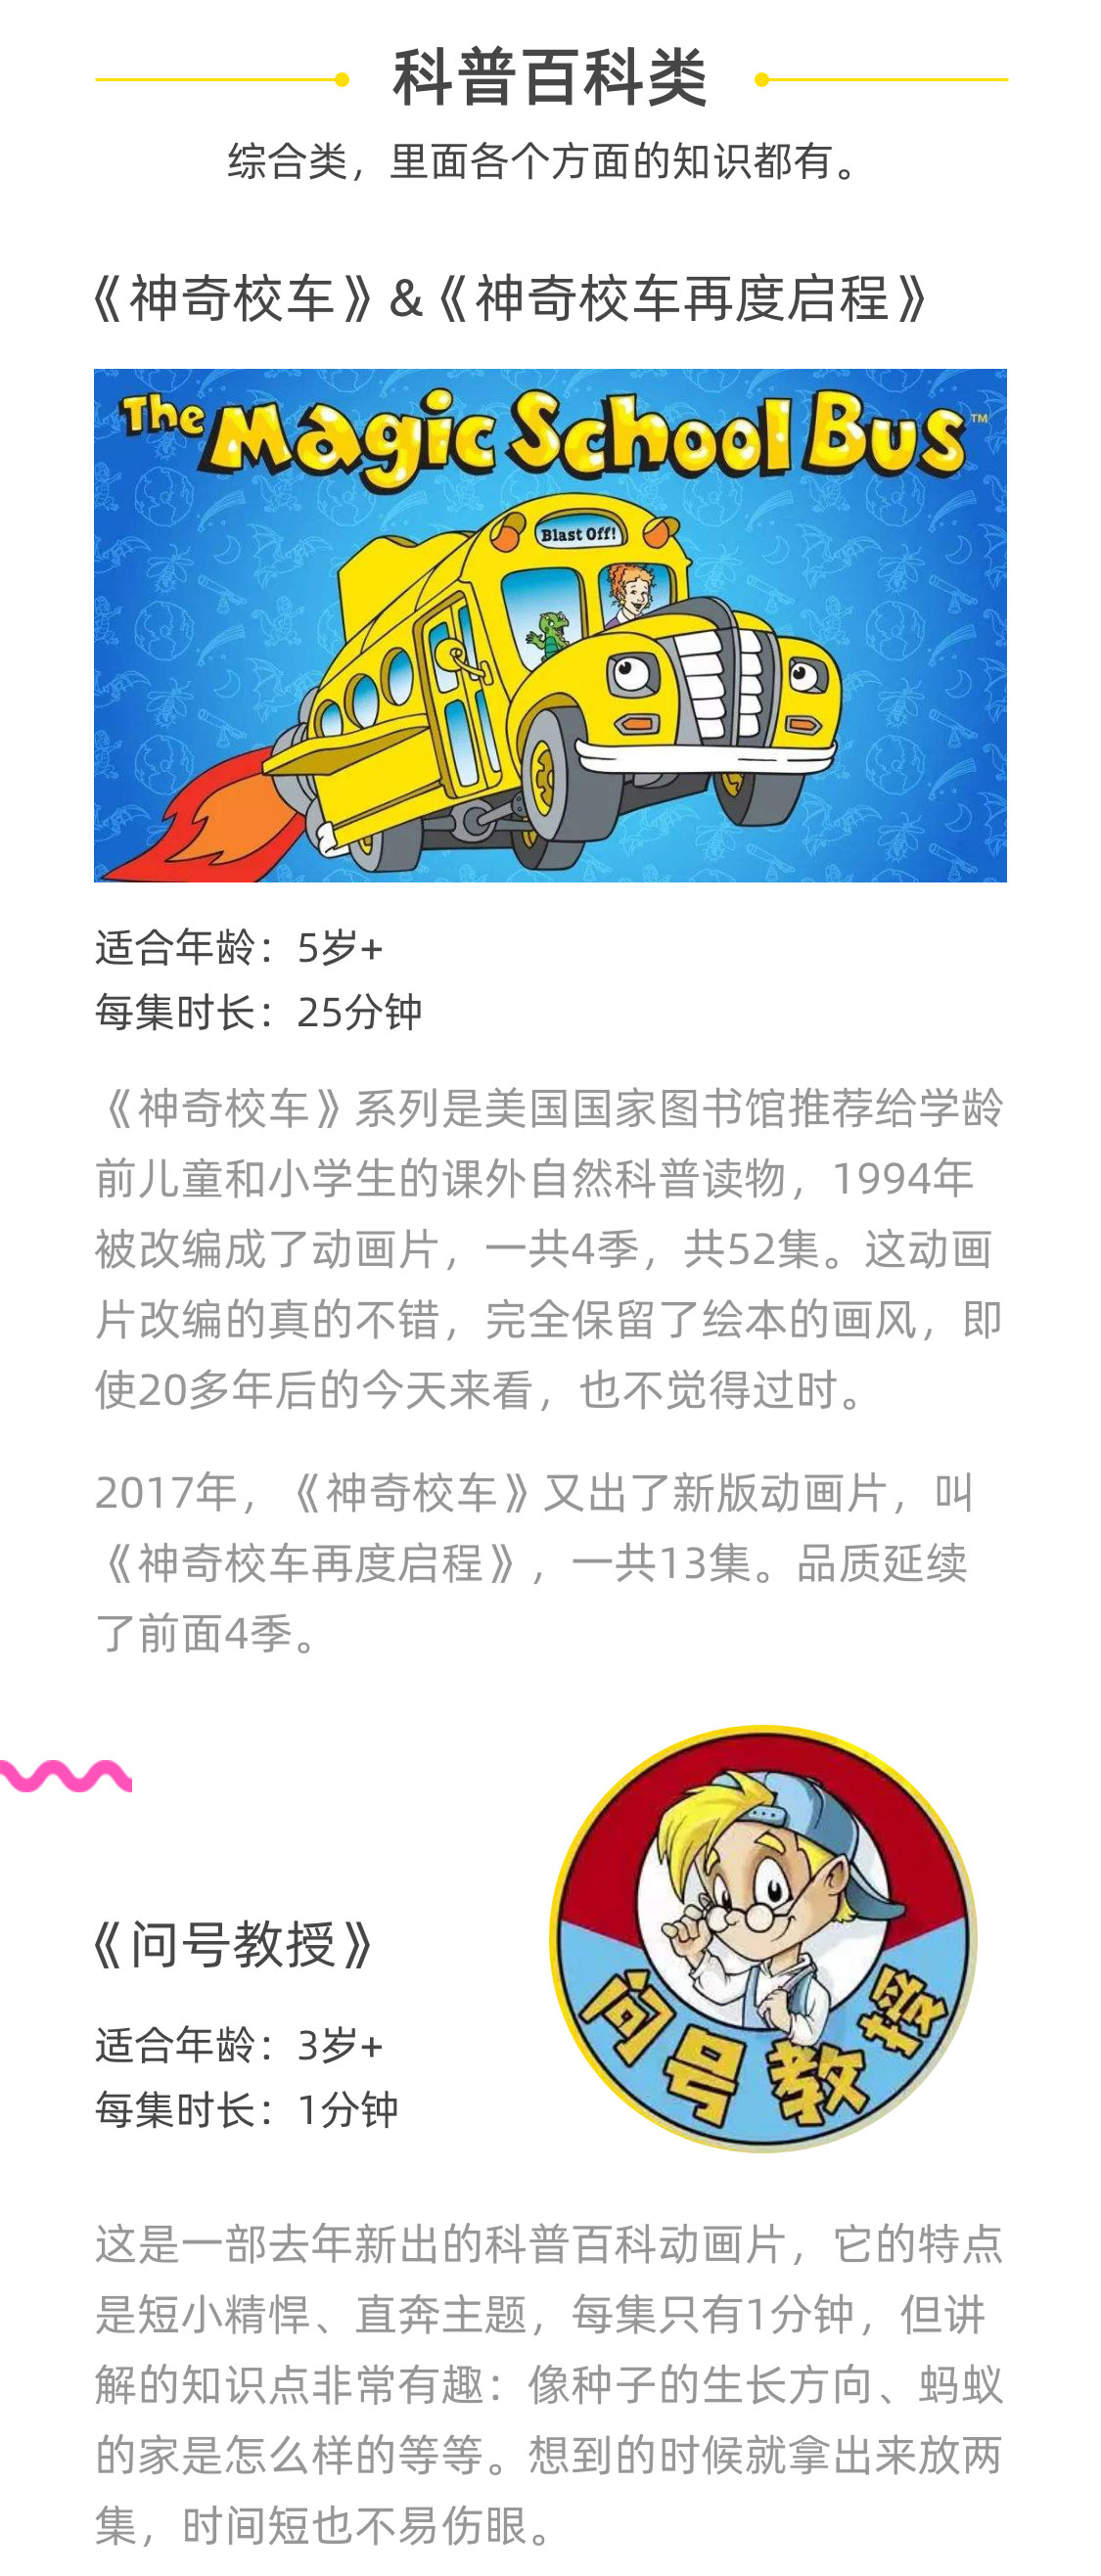 科普百科类
综合类，里面各个方面的知识都有。
《神奇校车》&《神奇校车再度启程》
The Magic School Bus™
Blast Off!
适合年龄：5岁+
每集时长：25分钟
《神奇校车》系列是美国国家图书馆推荐给学龄
前儿童和小学生的课外自然科普读物，1994年
被改编成了动画片，一共4季，共52集。这动画
片改编的真的不错，完全保留了绘本的画风，即
使20多年后的今天来看，也不觉得过时。
2017年，《神奇校车》又出了新版动画片，叫
《神奇校车再度启程》，一共13集。品质延续
了前面4季。
《问号教授》
问号教授
适合年龄：3岁+
每集时长：1分钟
这是一部去年新出的科普百科动画片，它的特点
是短小精悍、直奔主题，每集只有1分钟，但讲
解的知识点非常有趣：像种子的生长方向、蚂蚁
的家是怎么样的等等。想到的时候就拿出来放两
集，时间短也不易伤眼。